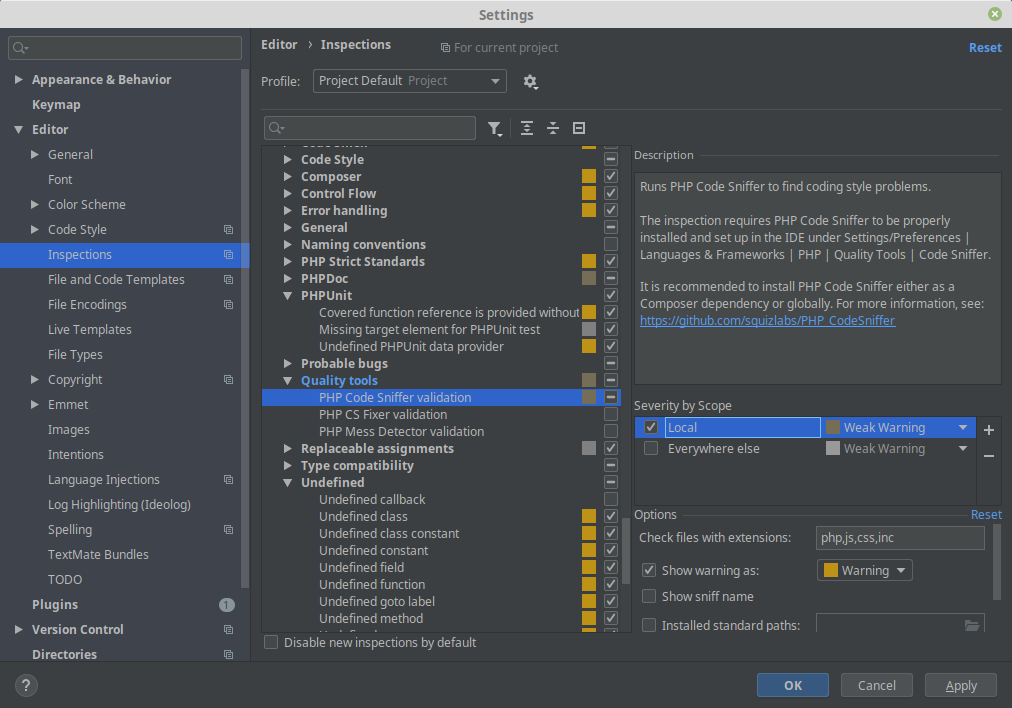 Settings
Appearance & Behavior
Keymap
Editor
General
Font
Color Scheme
Code Style
Inspections
File and Code Templates
File Encodings
Live Templates
File Types
Copyright
Emmet
Images
Intentions
Language Injections
Log Highlighting (Ideolog)
Spelling
TextMate Bundles
TODO
Plugins 1
Version Control
Directories
Editor › Inspections For current project Reset
Profile: Project Default Project
Code Style
Composer
Control Flow
Error handling
General
Naming conventions
PHP Strict Standards
PHPDoc
PHPUnit
Covered function reference is provided without
Missing target element for PHPUnit test
Undefined PHPUnit data provider
Probable bugs
Quality tools
PHP Code Sniffer validation
PHP CS Fixer validation
PHP Mess Detector validation
Replaceable assignments
Type compatibility
Undefined
Undefined callback
Undefined class
Undefined class constant
Undefined constant
Undefined field
Undefined function
Undefined goto label
Undefined method
Disable new inspections by default
Description
Runs PHP Code Sniffer to find coding style problems.
The inspection requires PHP Code Sniffer to be properly
installed and set up in the IDE under Settings/Preferences |
Languages & Frameworks | PHP | Quality Tools | Code Sniffer.
It is recommended to install PHP Code Sniffer either as a
Composer dependency or globally. For more information, see:
https://github.com/squizlabs/PHP_CodeSniffer
Severity by Scope
Local Weak Warning
Everywhere else Weak Warning
Options Reset
Check files with extensions: php,js,css,inc
Show warning as: Warning
Show sniff name
Installed standard paths:
? OK Cancel Apply